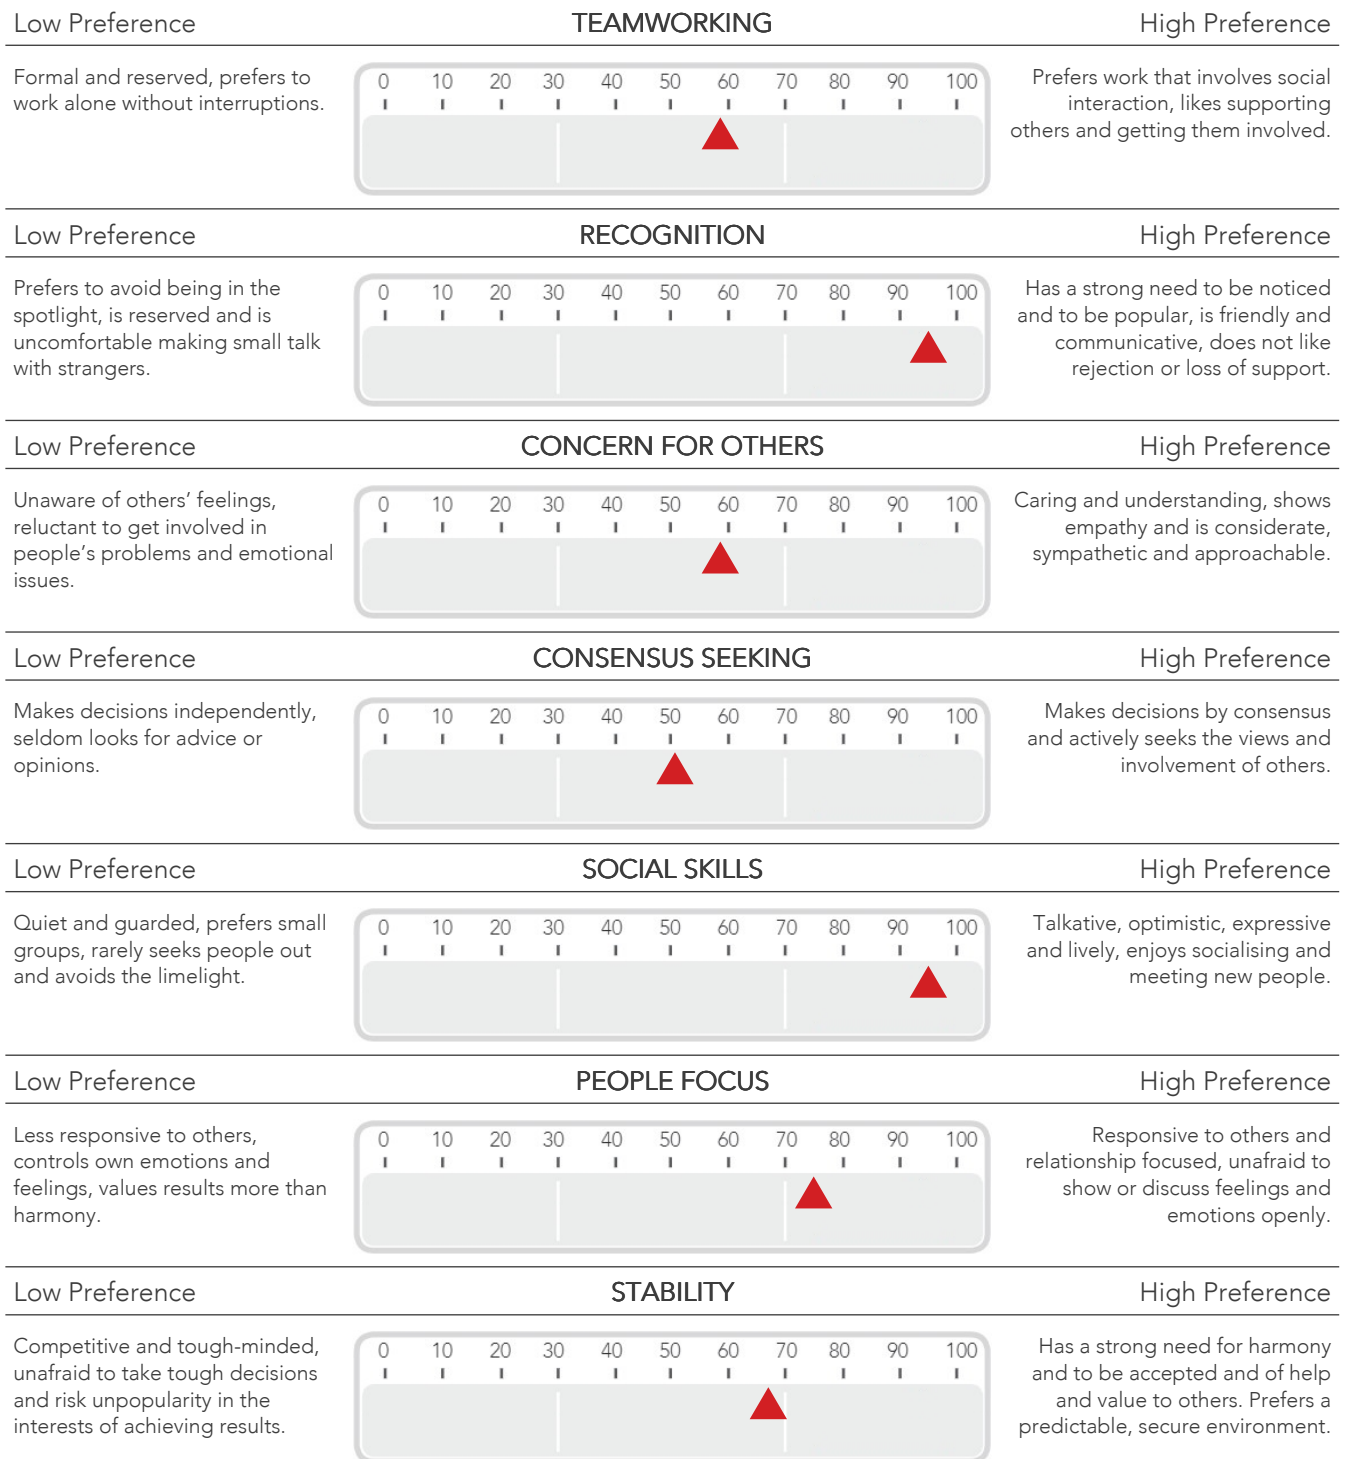 Low Preference TEAMWORKING High Preference
Formal and reserved, prefers to
work alone without interruptions.
0 10 20 30 40 50 60 70 80 90 100
Prefers work that involves social
interaction, likes supporting
others and getting them involved.
Low Preference RECOGNITION High Preference
Prefers to avoid being in the
spotlight, is reserved and is
uncomfortable making small talk
with strangers.
0 10 20 30 40 50 60 70 80 90 100
Has a strong need to be noticed
and to be popular, is friendly and
communicative, does not like
rejection or loss of support.
Low Preference CONCERN FOR OTHERS High Preference
Unaware of others’ feelings,
reluctant to get involved in
people’s problems and emotional
issues.
0 10 20 30 40 50 60 70 80 90 100
Caring and understanding, shows
empathy and is considerate,
sympathetic and approachable.
Low Preference CONSENSUS SEEKING High Preference
Makes decisions independently,
seldom looks for advice or
opinions.
0 10 20 30 40 50 60 70 80 90 100
Makes decisions by consensus
and actively seeks the views and
involvement of others.
Low Preference SOCIAL SKILLS High Preference
Quiet and guarded, prefers small
groups, rarely seeks people out
and avoids the limelight.
0 10 20 30 40 50 60 70 80 90 100
Talkative, optimistic, expressive
and lively, enjoys socialising and
meeting new people.
Low Preference PEOPLE FOCUS High Preference
Less responsive to others,
controls own emotions and
feelings, values results more than
harmony.
0 10 20 30 40 50 60 70 80 90 100
Responsive to others and
relationship focused, unafraid to
show or discuss feelings and
emotions openly.
Low Preference STABILITY High Preference
Competitive and tough-minded,
unafraid to take tough decisions
and risk unpopularity in the
interests of achieving results.
0 10 20 30 40 50 60 70 80 90 100
Has a strong need for harmony
and to be accepted and of help
and value to others. Prefers a
predictable, secure environment.